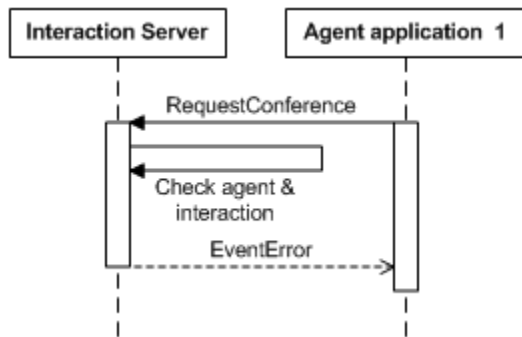 Interaction Server
Agent application 1
RequestConference
Check agent &
interaction
EventError